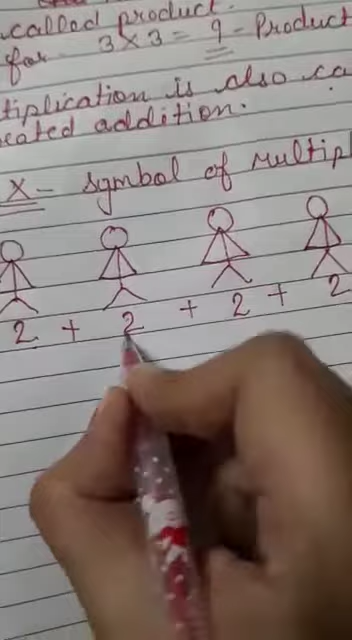 called product.
for 3 x 3 = 9 - Product
tiplication is also ca
eated addition.
X - symbol of Multipl
2 + 2 + 2 + 2